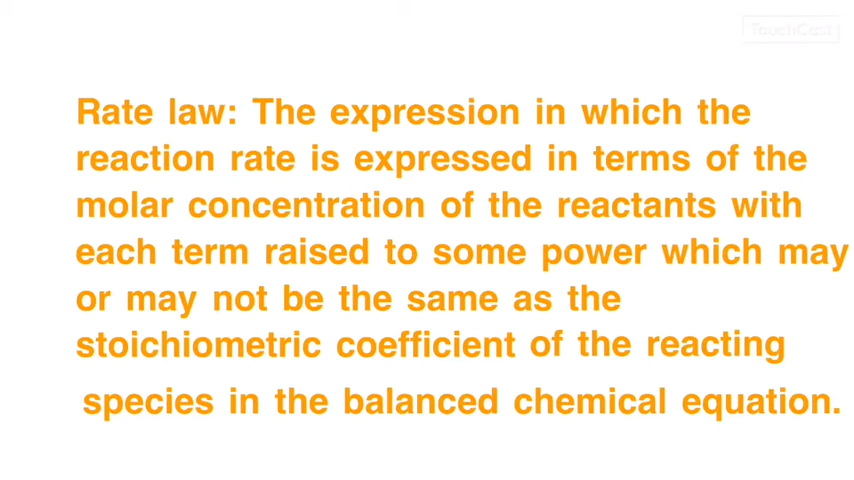 TouchCast
Rate law: The expression in which the
reaction rate is expressed in terms of the
molar concentration of the reactants with
each term raised to some power which may
or may not be the same as the
stoichiometric coefficient of the reacting
species in the balanced chemical equation.